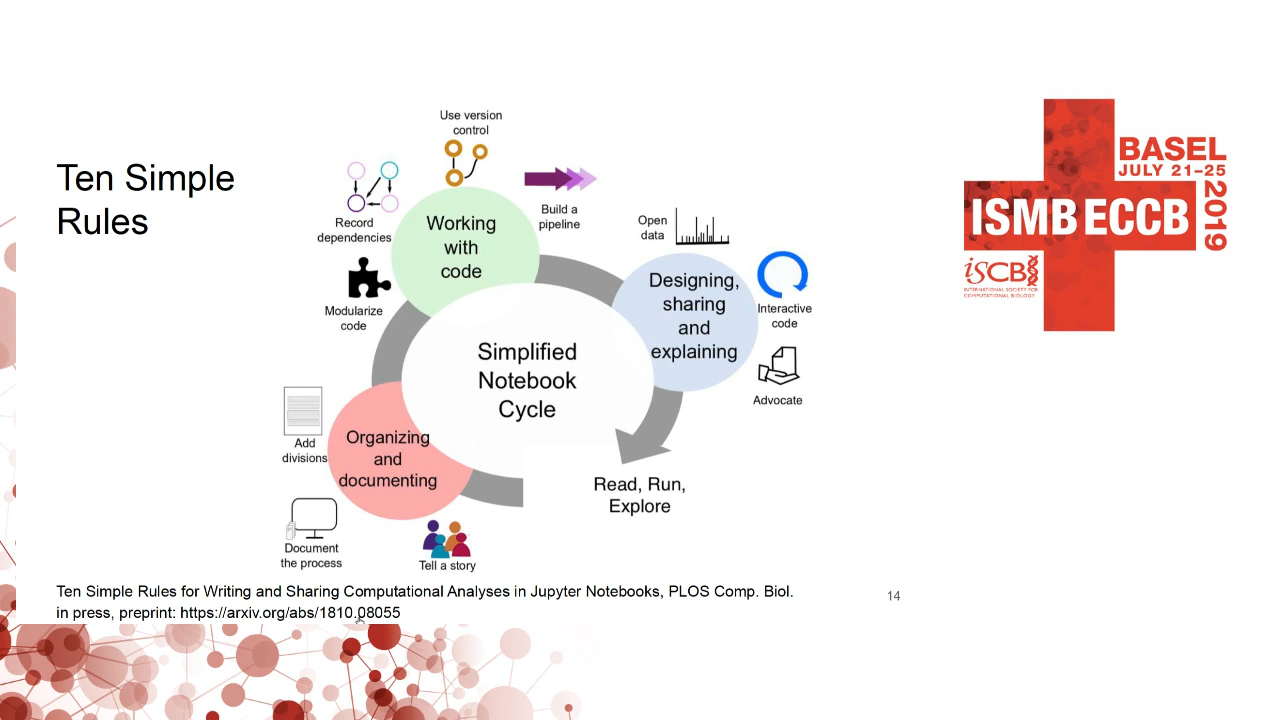 Ten Simple
Rules
Use version
control
Record
dependencies
Build a
pipeline
Working
with
code
Modularize
code
Open
data
Designing,
sharing
and
explaining
Interactive
code
Advocate
Simplified
Notebook
Cycle
Add
divisions
Organizing
and
documenting
Document
the process
Tell a story
Read, Run,
Explore
Ten Simple Rules for Writing and Sharing Computational Analyses in Jupyter Notebooks, PLOS Comp. Biol.
in press, preprint: https://arxiv.org/abs/1810.08055
14
BASEL
JULY 21–25
2019
ISMB ECCB
iSCB
INTERNATIONAL SOCIETY FOR
COMPUTATIONAL BIOLOGY